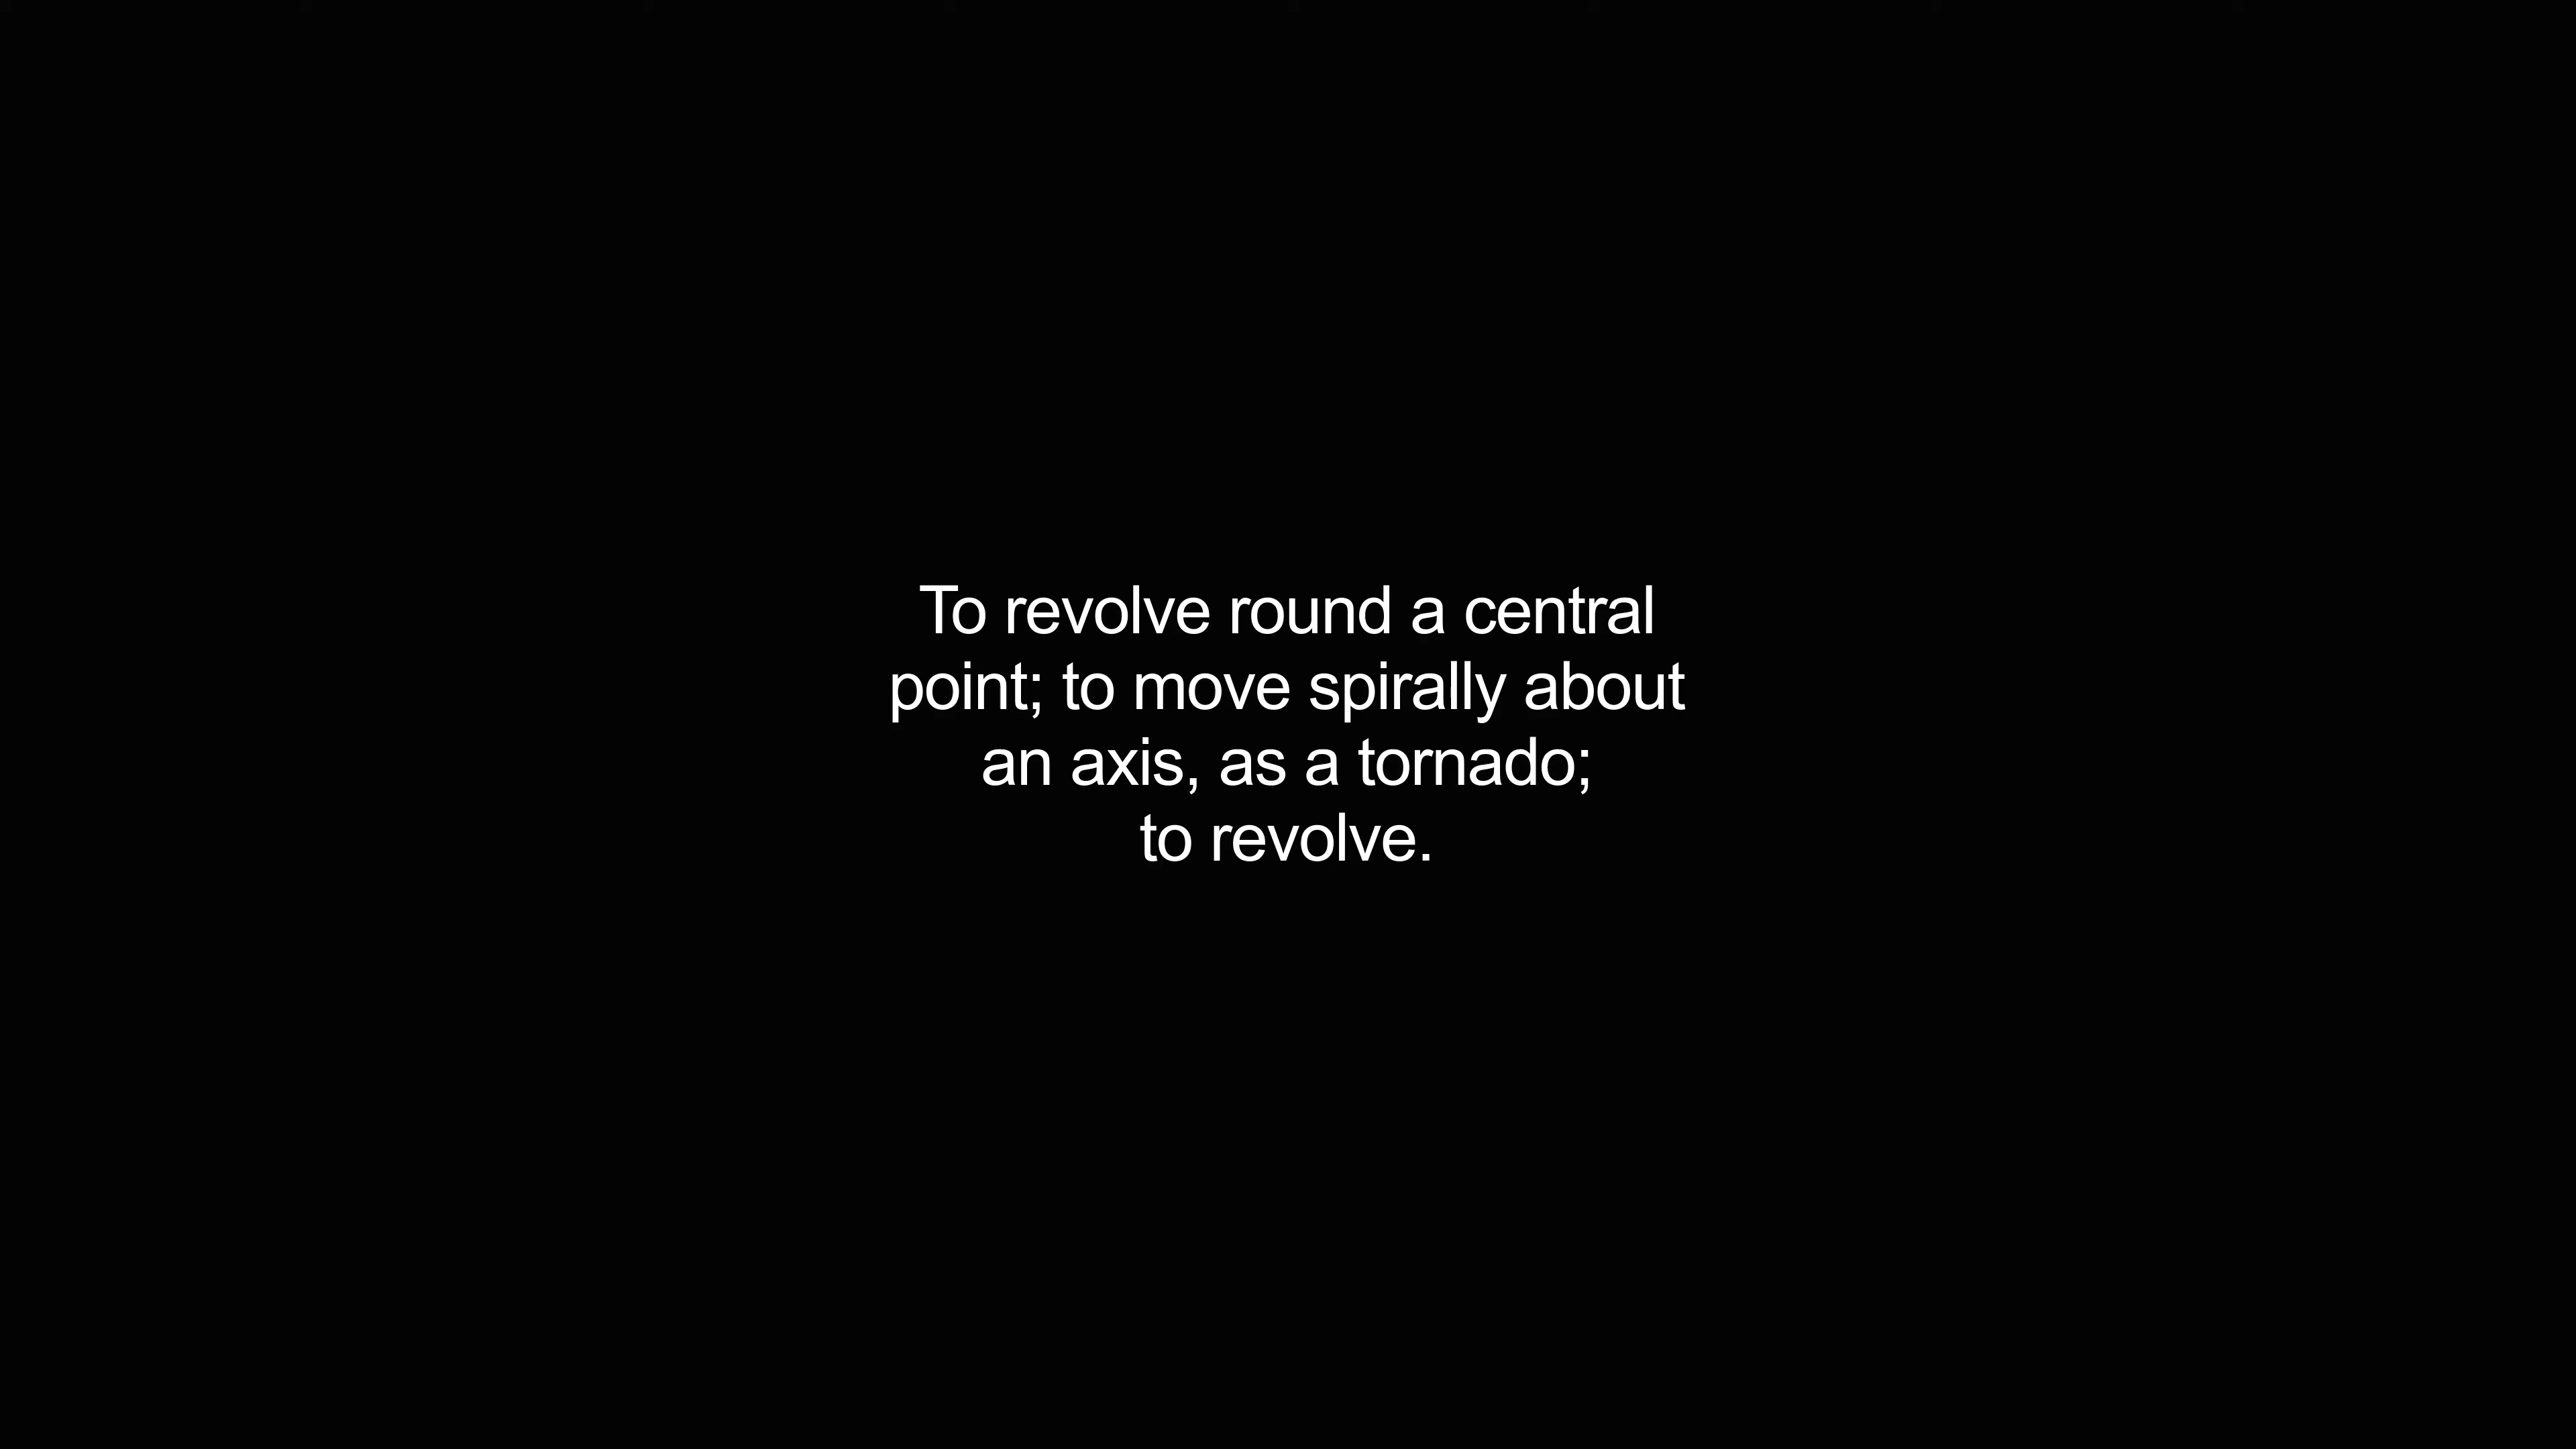 To revolve round a central
point; to move spirally about
an axis, as a tornado;
to revolve.